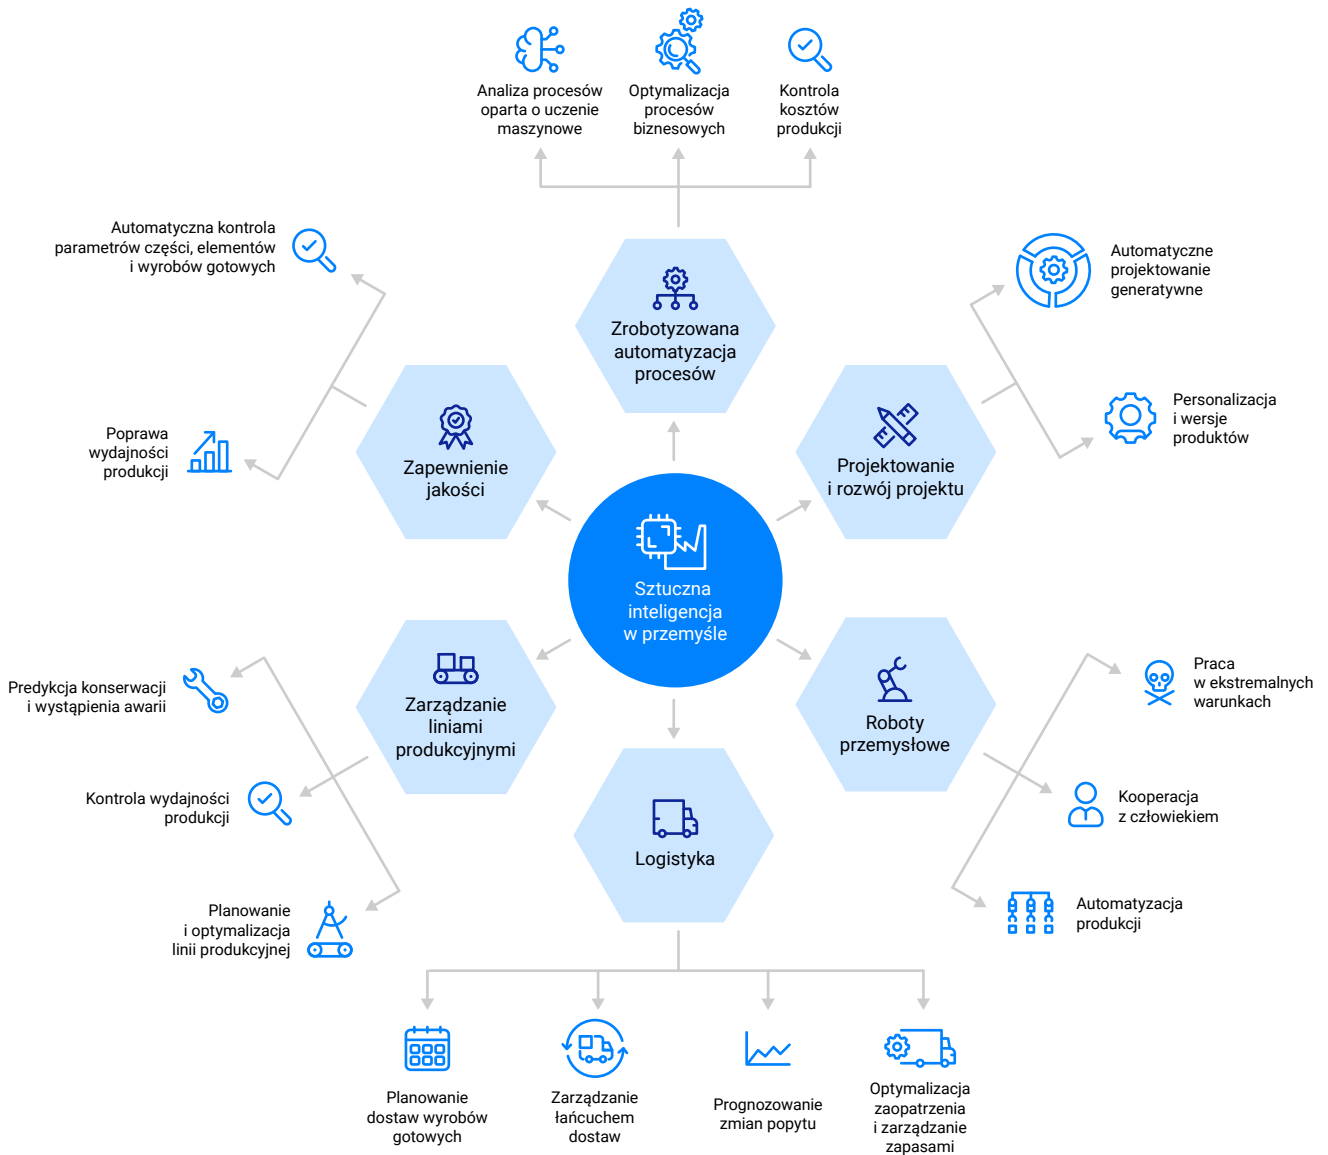 Analiza procesów
oparta o uczenie
maszynowe
Optymalizacja
procesów
biznesowych
Kontrola
kosztów
produkcji
Automatyczna kontrola
parametrów części, elementów
i wyrobów gotowych
Poprawa
wydajności
produkcji
Zrobotyzowana
automatyzacja
procesów
Automatyczne
projektowanie
generatywne
Personalizacja
i wersje
produktów
Zapewnienie
jakości
Projektowanie
i rozwój projektu
Sztuczna
inteligencja
w przemyśle
Zarządzanie
liniami
produkcyjnymi
Roboty
przemysłowe
Logistyka
Predykcja konserwacji
i wystąpienia awarii
Kontrola wydajności
produkcji
Planowanie
i optymalizacja
linii produkcyjnej
Praca
w ekstremalnych
warunkach
Kooperacja
z człowiekiem
Automatyzacja
produkcji
Planowanie
dostaw wyrobów
gotowych
Zarządzanie
łańcuchem
dostaw
Prognozowanie
zmian popytu
Optymalizacja
zaopatrzenia
i zarządzanie
zapasami